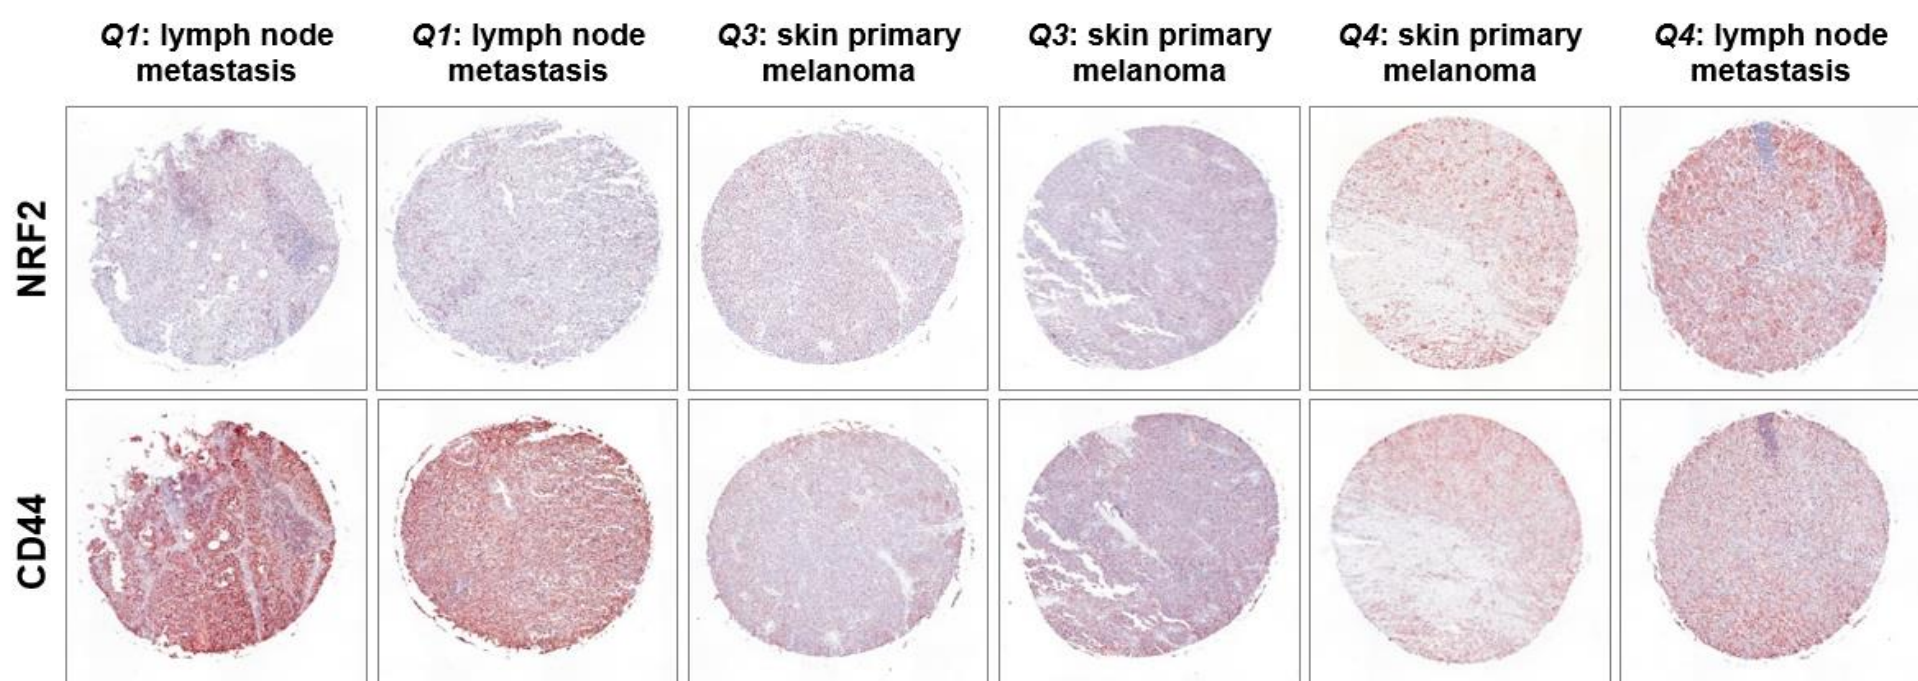 Q1: lymph node
metastasis
Q1: lymph node
metastasis
Q3: skin primary
melanoma
Q3: skin primary
melanoma
Q4: skin primary
melanoma
Q4: lymph node
metastasis
NRF2
CD44